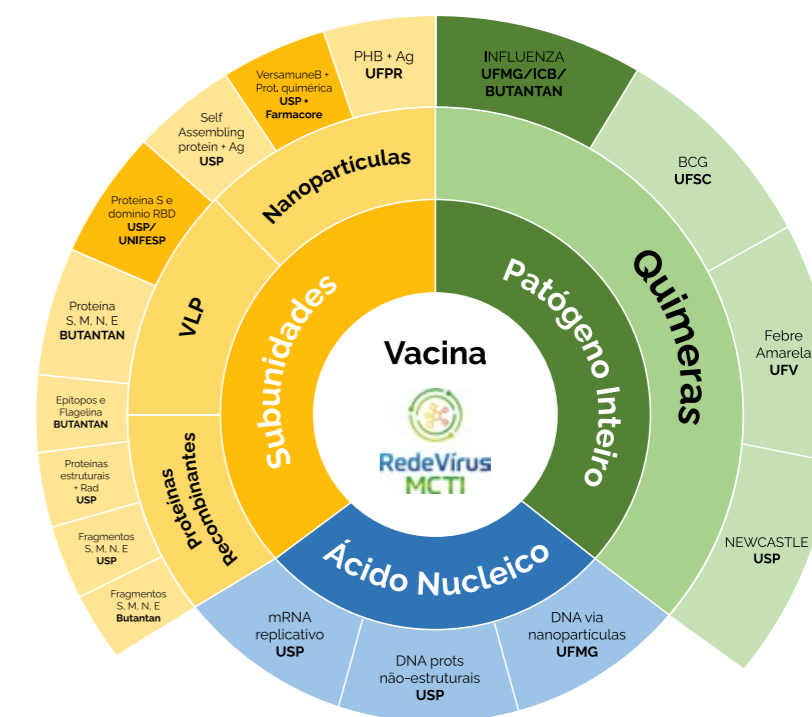 PHB + Ag
UFPR
INFLUENZA
UFMG/ICB/
BUTANTAN
VersamuneB +
Prot. quimérica
USP +
Farmacore
Self
Assembling
protein + Ag
USP
BCG
UFSC
Nanopartículas
Proteína S e
domínio RBD
USP/
UNIFESP
Quimeras
VLP
Subunidades
Patógeno Inteiro
Proteína
S, M, N, E
BUTANTAN
Febre
Amarela
UFV
Vacina
RedeVírus
MCTI
Epítopos e
Flagelina
BUTANTAN
Proteínas
Recombinantes
Proteínas
estruturais
+ Rad
USP
Fragmentos
S, M, N, E
USP
Fragmentos
S, M, N, E
Butantan
NEWCASTLE
USP
Ácido Nucleico
mRNA
replicativo
USP
DNA prots
não-estruturais
USP
DNA via
nanopartículas
UFMG